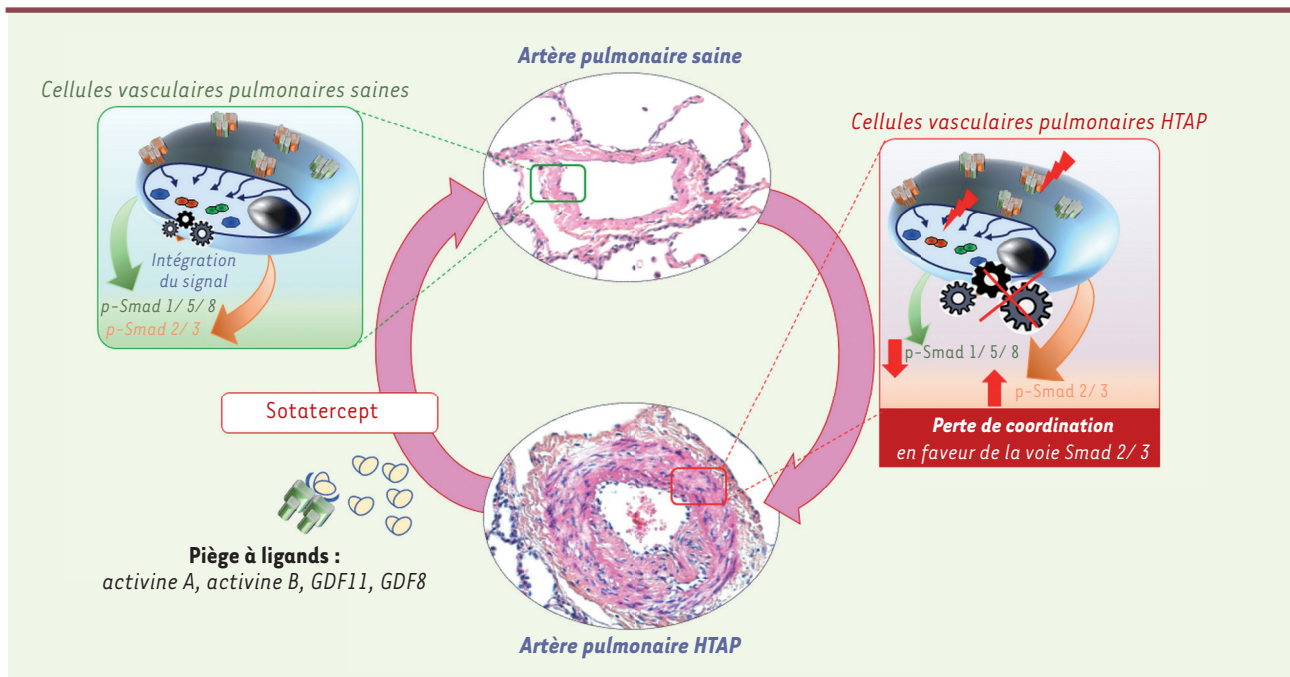 Artère pulmonaire saine
Cellules vasculaires pulmonaires saines
Intégration
du signal
p-Smad 1/ 5/ 8
p-Smad 2/ 3
Cellules vasculaires pulmonaires HTAP
p-Smad 1/ 5/ 8
p-Smad 2/ 3
Perte de coordination
en faveur de la voie Smad 2/ 3
Sotatercept
Piège à ligands :
activine A, activine B, GDF11, GDF8
Artère pulmonaire HTAP